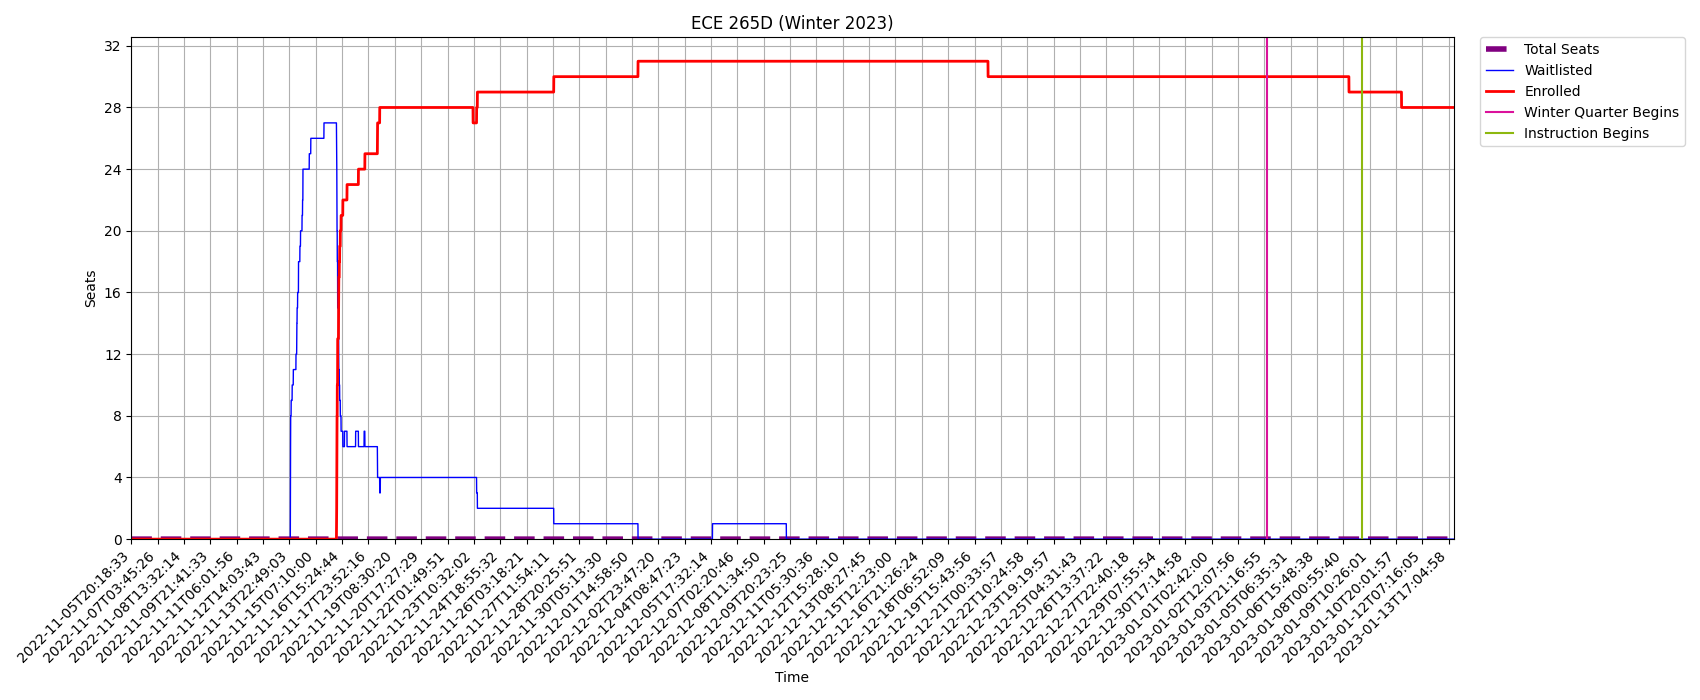 ECE 265D (Winter 2023)
Total Seats
Waitlisted
Enrolled
Winter Quarter Begins
Instruction Begins
Seats
32
28
24
20
16
12
8
4
0
2022-11-05T20:18:33
2022-11-07T03:45:26
2022-11-08T13:32:14
2022-11-09T21:41:33
2022-11-11T06:01:56
2022-11-12T14:03:43
2022-11-13T22:49:03
2022-11-15T07:10:00
2022-11-16T15:24:44
2022-11-17T23:52:16
2022-11-19T08:30:20
2022-11-20T17:27:29
2022-11-22T01:49:51
2022-11-23T10:32:02
2022-11-24T18:55:32
2022-11-26T03:18:21
2022-11-27T11:54:11
2022-11-28T20:25:51
2022-11-30T05:13:30
2022-12-01T14:58:50
2022-12-02T23:47:20
2022-12-04T08:47:23
2022-12-05T17:32:14
2022-12-07T02:20:46
2022-12-08T11:34:50
2022-12-09T20:23:25
2022-12-11T05:30:36
2022-12-12T15:28:10
2022-12-13T08:27:45
2022-12-15T12:23:00
2022-12-16T21:26:24
2022-12-18T06:52:09
2022-12-19T15:43:56
2022-12-21T00:33:57
2022-12-22T10:24:58
2022-12-23T19:19:57
2022-12-25T04:31:43
2022-12-26T13:37:22
2022-12-27T22:40:18
2022-12-29T07:55:54
2022-12-30T17:14:58
2023-01-01T02:42:00
2023-01-02T12:07:56
2023-01-03T21:16:55
2023-01-05T06:35:31
2023-01-06T15:48:38
2023-01-08T00:55:40
2023-01-09T10:26:01
2023-01-10T20:01:57
2023-01-12T07:16:05
2023-01-13T17:04:58
Time